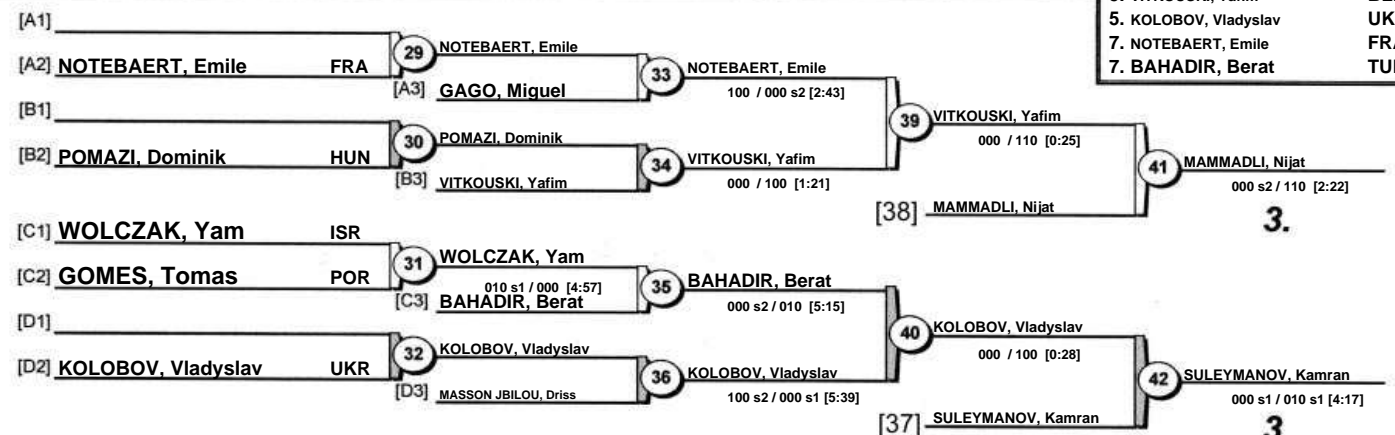 5. KOLOBOV, Vladyslav
7. NOTEBAERT, Emile
7. BAHADIR, Berat
[A1]
[A2] NOTEBAERT, Emile FRA
29
NOTEBAERT, Emile
[A3] GAGO, Miguel
33
NOTEBAERT, Emile
100 / 000 s2 [2:43]
[B1]
[B2] POMAZI, Dominik HUN
30
POMAZI, Dominik
[B3] VITKOUSKI, Yafim
34
VITKOUSKI, Yafim
000 / 100 [1:21]
39
VITKOUSKI, Yafim
000 / 110 [0:25]
[38] MAMMADLI, Nijat
41
MAMMADLI, Nijat
000 s2 / 110 [2:22]
3.
[C1] WOLCZAK, Yam ISR
[C2] GOMES, Tomas POR
31
WOLCZAK, Yam
010 s1 / 000 [4:57]
[C3] BAHADIR, Berat
35
BAHADIR, Berat
000 s2 / 010 [5:15]
[D1]
[D2] KOLOBOV, Vladyslav UKR
32
KOLOBOV, Vladyslav
[D3] MASSON JBILOU, Driss
36
KOLOBOV, Vladyslav
100 s2 / 000 s1 [5:39]
40
KOLOBOV, Vladyslav
000 / 100 [0:28]
[37] SULEYMANOV, Kamran
42
SULEYMANOV, Kamran
000 s1 / 010 s1 [4:17]
3